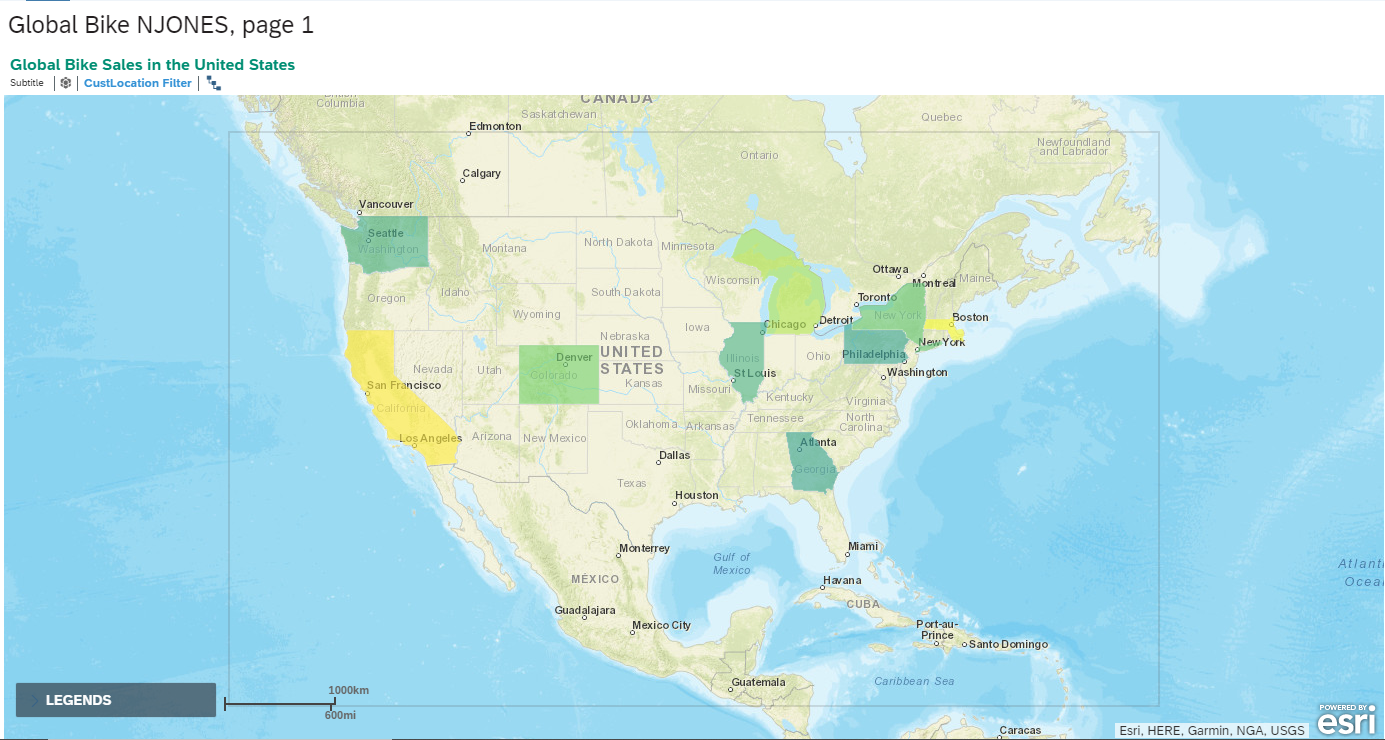 Global Bike NJONES, page 1
Global Bike Sales in the United States
Subtitle
CustLocation Filter
CANADA
British
Columbia
Saskatchewan
Quebec
Edmonton
Newfoundland
and Labrador
Ontario
Calgary
Vancouver
Seattle
Washington
Montana
North Dakota
Minnesota
Ottawa
Montreal
Maine
Wisconsin
Oregon
Idaho
South Dakota
Toronto
Wyoming
New York
Boston
Iowa
Chicago
Detroit
Nebraska
New York
UNITED
STATES
Denver
Colorado
Illinois
Ohio
Philadelphia
Nevada
Utah
Kansas
St Louis
Washington
San Francisco
Missouri
Kentucky
Virginia
California
Tennessee
North
Carolina
Los Angeles
Arizona
New Mexico
Oklahoma
Arkansas
Atlanta
Dallas
Georgia
Texas
Houston
Monterrey
Miami
Gulf of
Mexico
Atlant
Ocea
MÉXICO
Havana
CUBA
Guadalajara
Mexico City
Port-au-
Prince
Santo Domingo
Guatemala
Caribbean Sea
LEGENDS
1000km
600mi
Caracas
Esri, HERE, Garmin, NGA, USGS
POWERED BY
esri